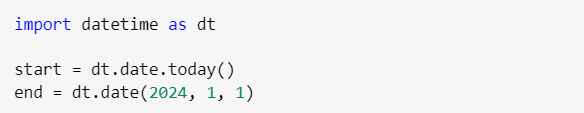 import datetime as dt
start = dt.date.today()
end = dt.date(2024, 1, 1)